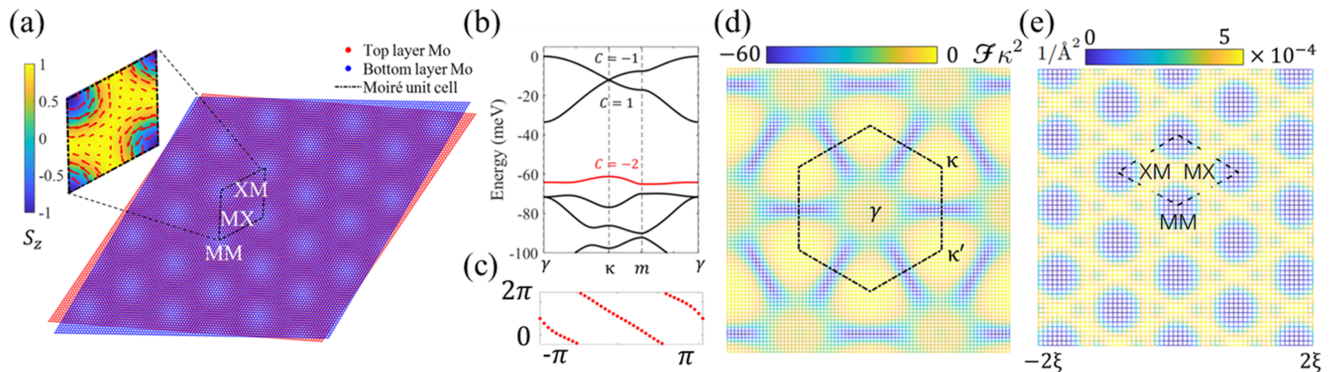 (a)
Top layer Mo
Bottom layer Mo
Moiré unit cell
1
0.5
0
-0.5
-1
S_z
XM
MX
MM
(b)
Energy (meV)
0
-20
-40
-60
-80
-100
C = −1
C = 1
C = −2
γ κ m γ
(c)
2π
0
-π π
(d)
−60 0 ℱκ²
κ
γ
κ′
(e)
1/Å² 0 5 × 10⁻⁴
XM MX
MM
−2ξ 2ξ